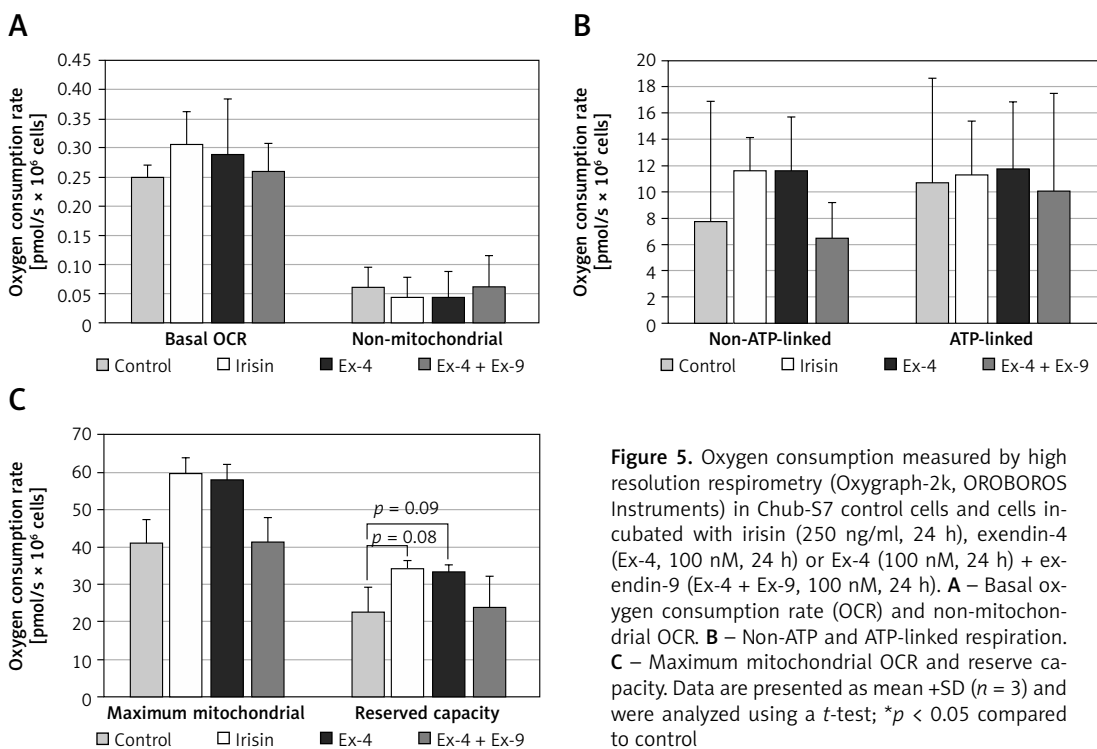 A
Oxygen consumption rate
[pmol/s × 10⁶ cells]
0.45
0.40
0.35
0.30
0.25
0.20
0.15
0.10
0.05
0
Basal OCR Non-mitochondrial
Control Irisin Ex-4 Ex-4 + Ex-9
B
Oxygen consumption rate
[pmol/s × 10⁶ cells]
20
18
16
14
12
10
8
6
4
2
0
Non-ATP-linked ATP-linked
Control Irisin Ex-4 Ex-4 + Ex-9
C
Oxygen consumption rate
[pmol/s × 10⁶ cells]
70
60
50
40
30
20
10
0
p = 0.09
p = 0.08
Maximum mitochondrial Reserved capacity
Control Irisin Ex-4 Ex-4 + Ex-9
Figure 5. Oxygen consumption measured by high
resolution respirometry (Oxygraph-2k, OROBOROS
Instruments) in Chub-S7 control cells and cells in-
cubated with irisin (250 ng/ml, 24 h), exendin-4
(Ex-4, 100 nM, 24 h) or Ex-4 (100 nM, 24 h) + ex-
endin-9 (Ex-4 + Ex-9, 100 nM, 24 h). A – Basal ox-
ygen consumption rate (OCR) and non-mitochon-
drial OCR. B – Non-ATP and ATP-linked respiration.
C – Maximum mitochondrial OCR and reserve ca-
pacity. Data are presented as mean +SD (n = 3) and
were analyzed using a t-test; *p < 0.05 compared
to control